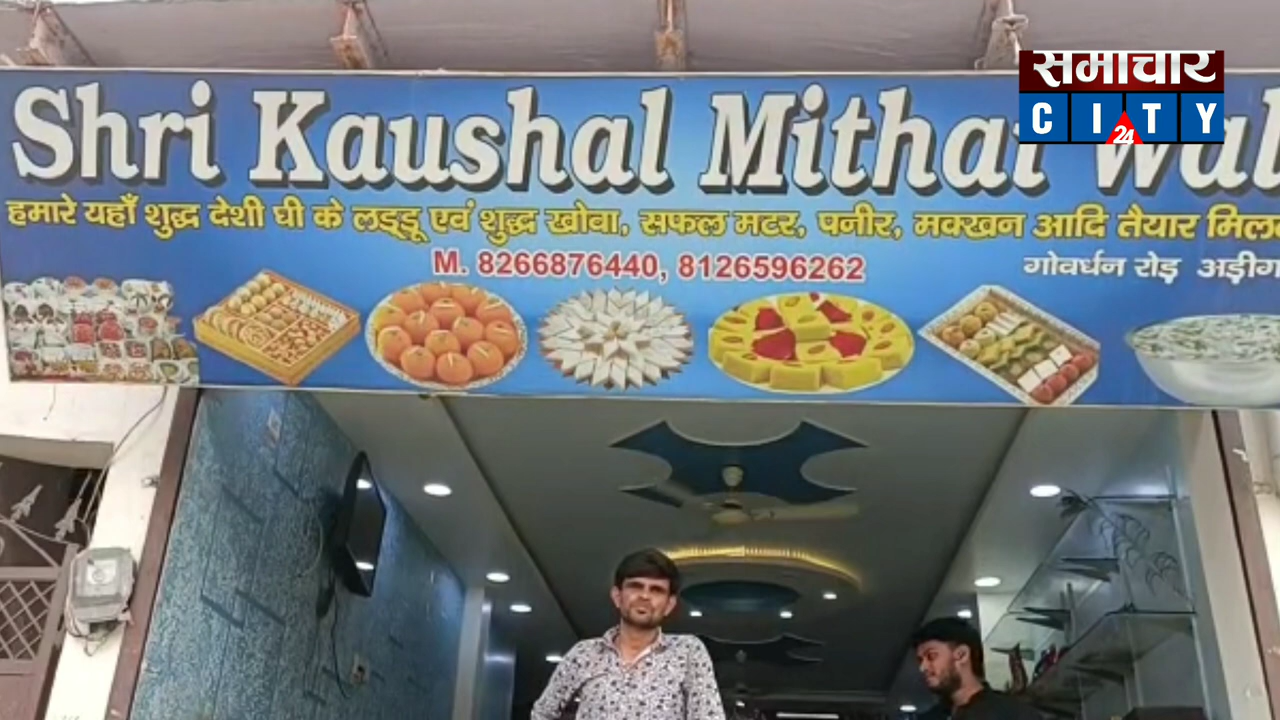 समाचार
CITY
24
Shri Kaushal Mithai Wal
हमारे यहाँ शुद्ध देशी घी के लड्डू एवं शुद्ध खोवा, सफल मटर, पनीर, मक्खन आदि तैयार
M. 8266876440, 8126596262
गोवर्धन रोड़